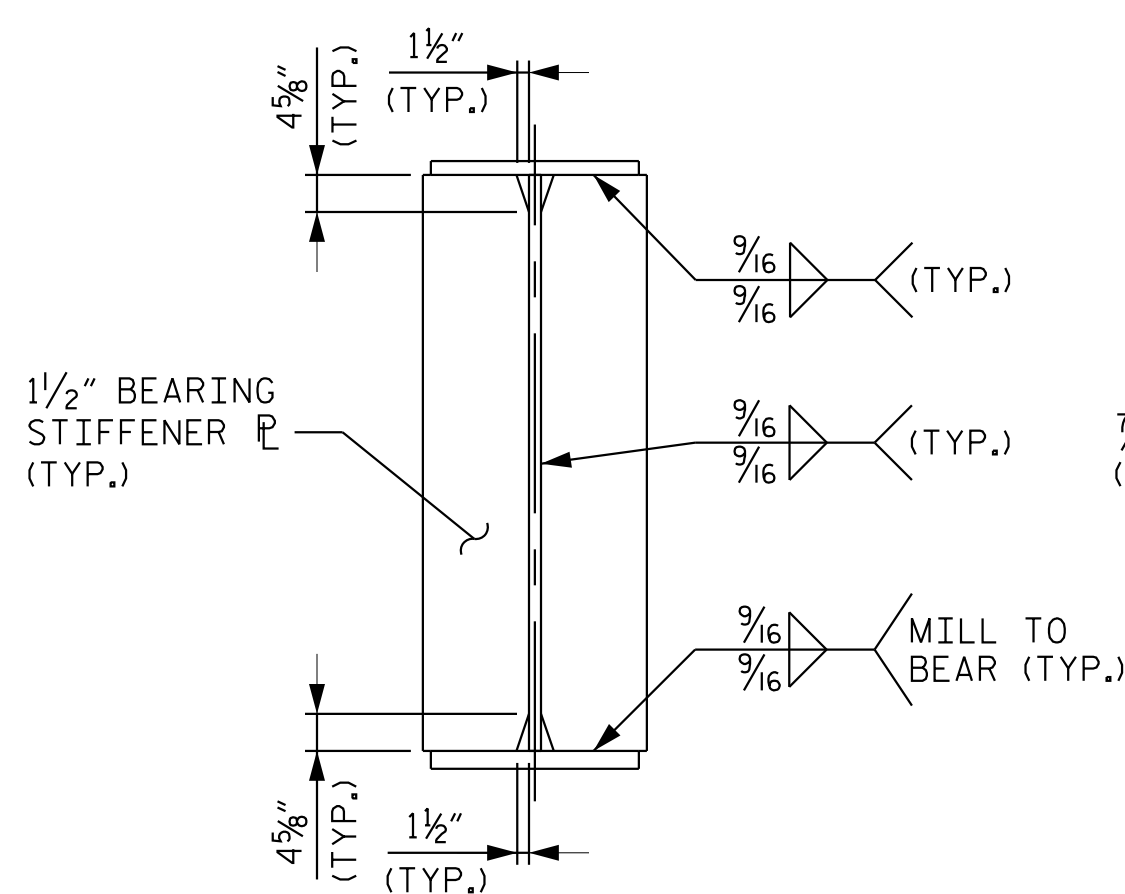 1½"
(TYP.)
4⅝"
(TYP.)
9/16
9/16
(TYP.)
1½" BEARING
STIFFENER ⅊
(TYP.)
9/16
9/16
(TYP.)
9/16
9/16
MILL TO
BEAR (TYP.)
4⅝"
(TYP.)
1½"
(TYP.)